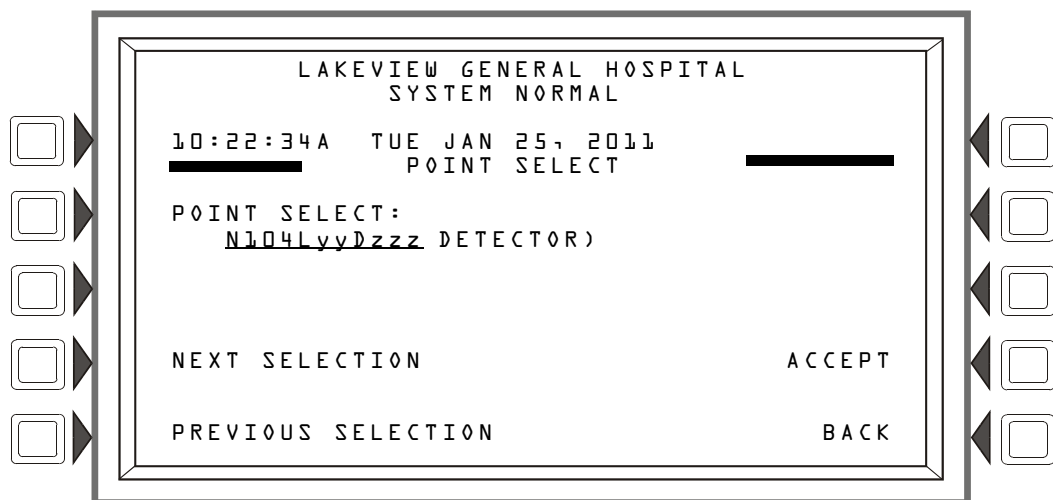 LAKEVIEW GENERAL HOSPITAL
SYSTEM NORMAL
10:22:34A TUE JAN 25, 2011
POINT SELECT
POINT SELECT:
N104LyyDzzz DETECTOR)
NEXT SELECTION ACCEPT
PREVIOUS SELECTION BACK